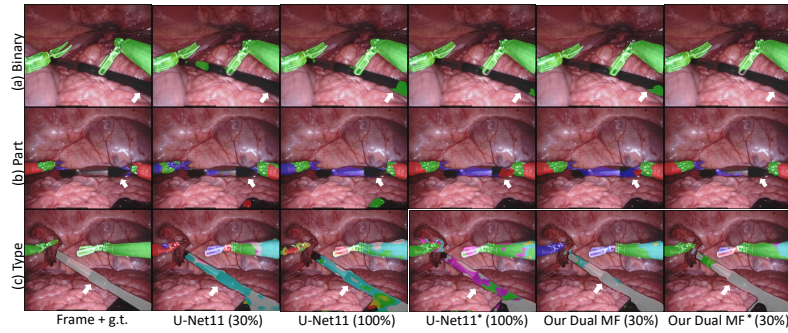 (a) Binary
(b) Part
(c) Type
Frame + g.t.
U-Net11 (30%)
U-Net11 (100%)
U-Net11* (100%)
Our Dual MF (30%)
Our Dual MF* (30%)